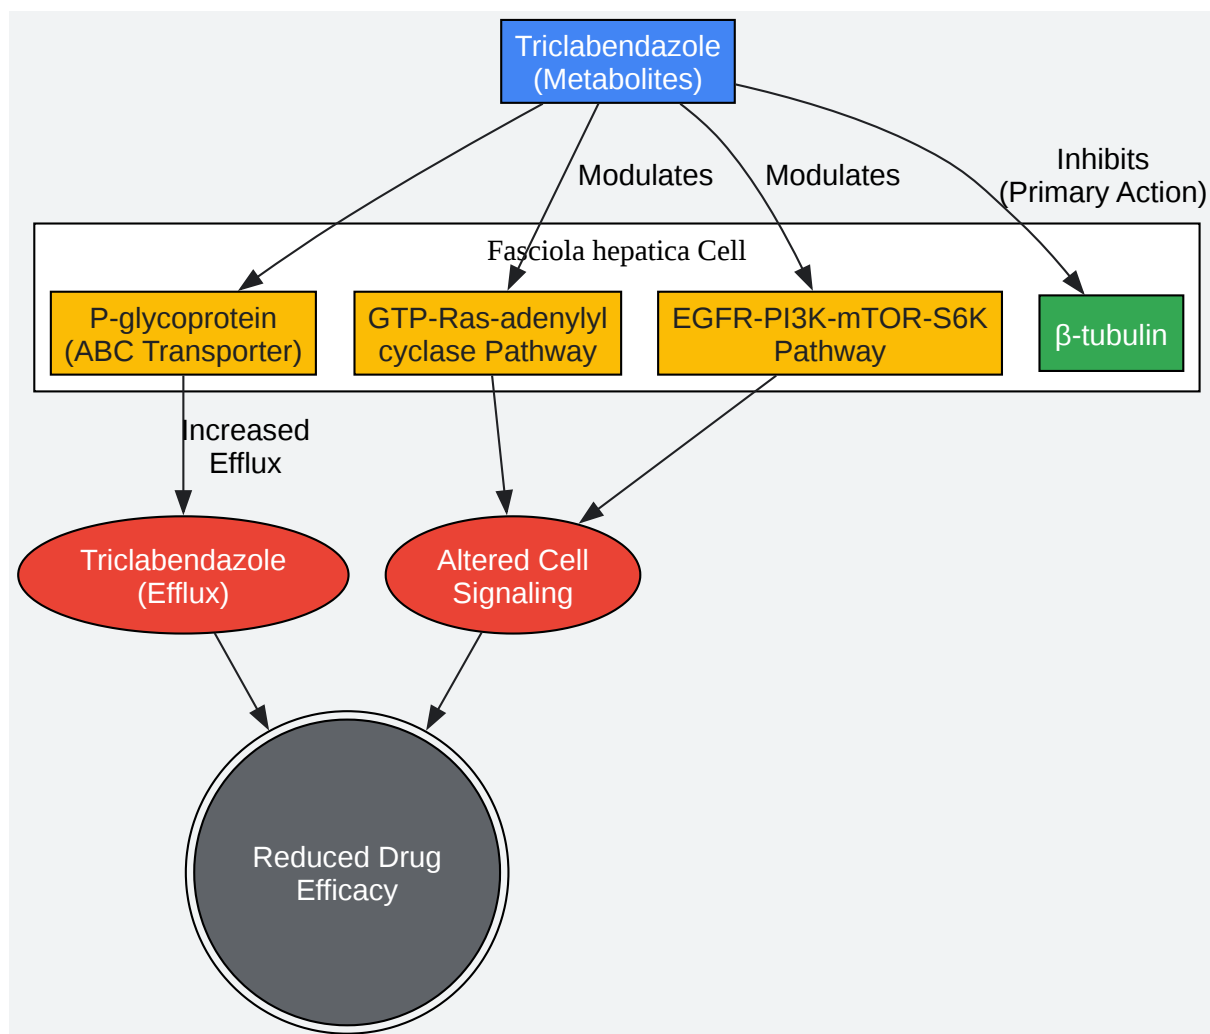 Triclabendazole
(Metabolites)
Modulates
Modulates
Inhibits
(Primary Action)
Fasciola hepatica Cell
P-glycoprotein
(ABC Transporter)
GTP-Ras-adenylyl
cyclase Pathway
EGFR-PI3K-mTOR-S6K
Pathway
β-tubulin
Increased
Efflux
Triclabendazole
(Efflux)
Altered Cell
Signaling
Reduced Drug
Efficacy